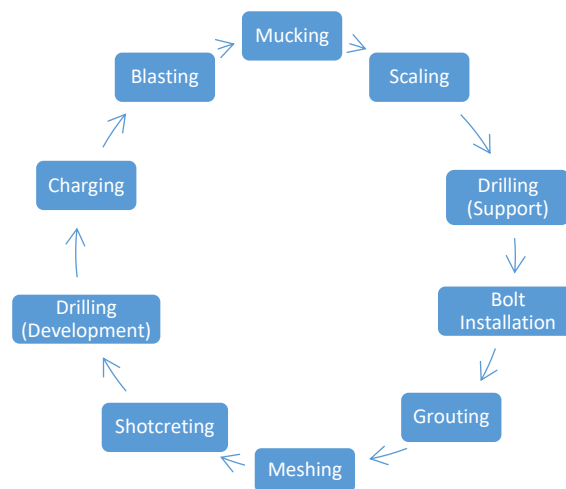 Mucking
Scaling
Drilling
(Support)
Bolt
Installation
Grouting
Meshing
Shotcreting
Drilling
(Development)
Charging
Blasting